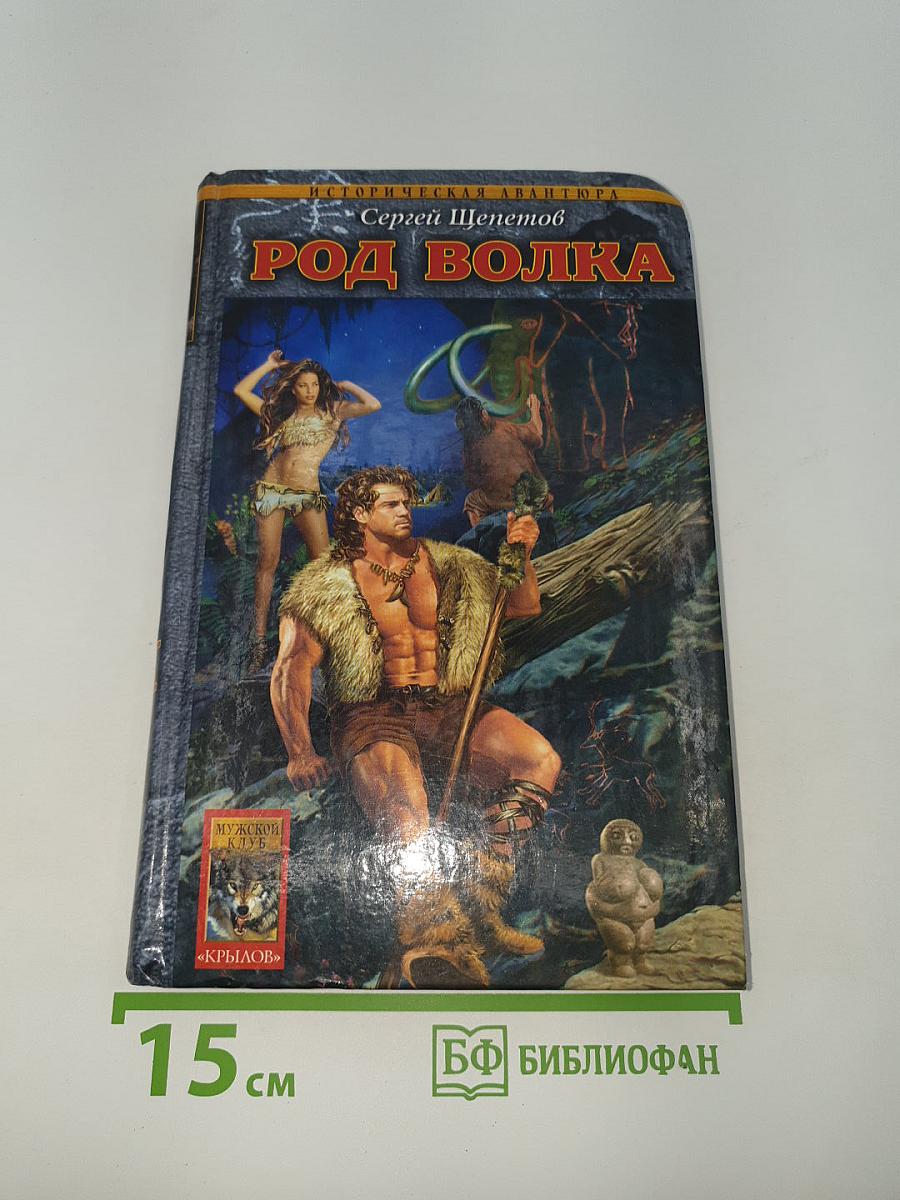 ИСТОРИЧЕСКАЯ АВАНТЮРА
Сергей Щепетов
РОД ВОЛКА
МУЖСКОЙ
КЛУБ
«КРЫЛОВ»
15 см
БФ БИБЛИОФАН